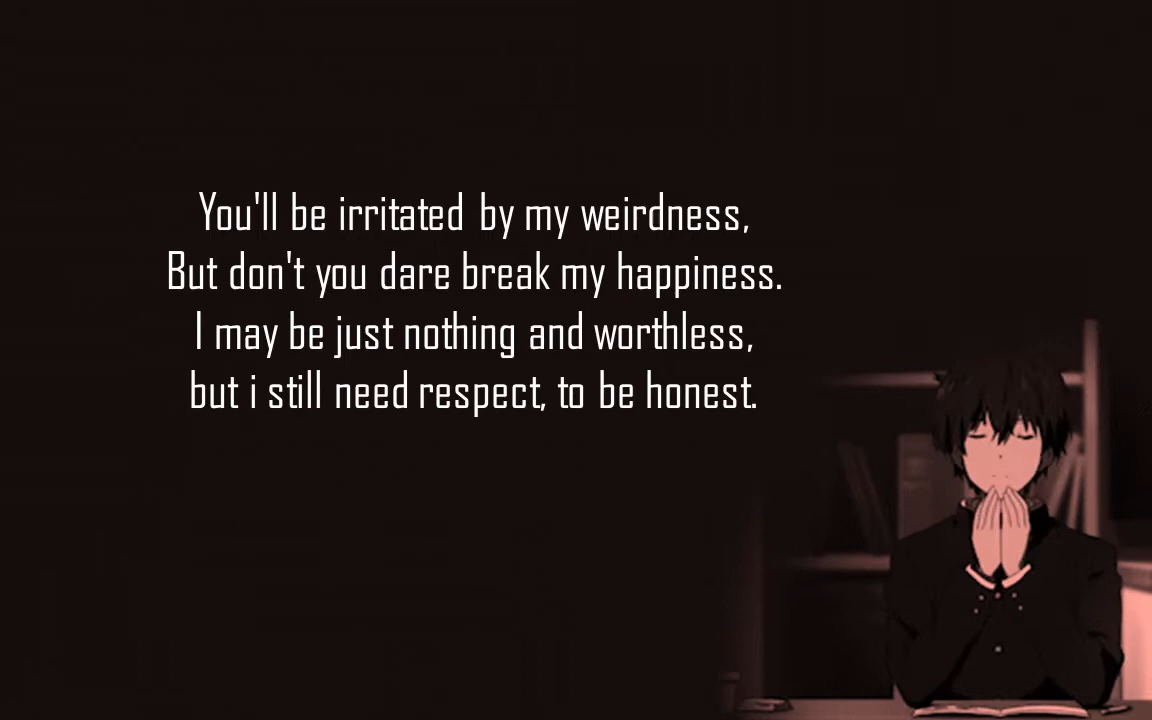 You'll be irritated by my weirdness,
But don't you dare break my happiness.
I may be just nothing and worthless,
but i still need respect, to be honest.